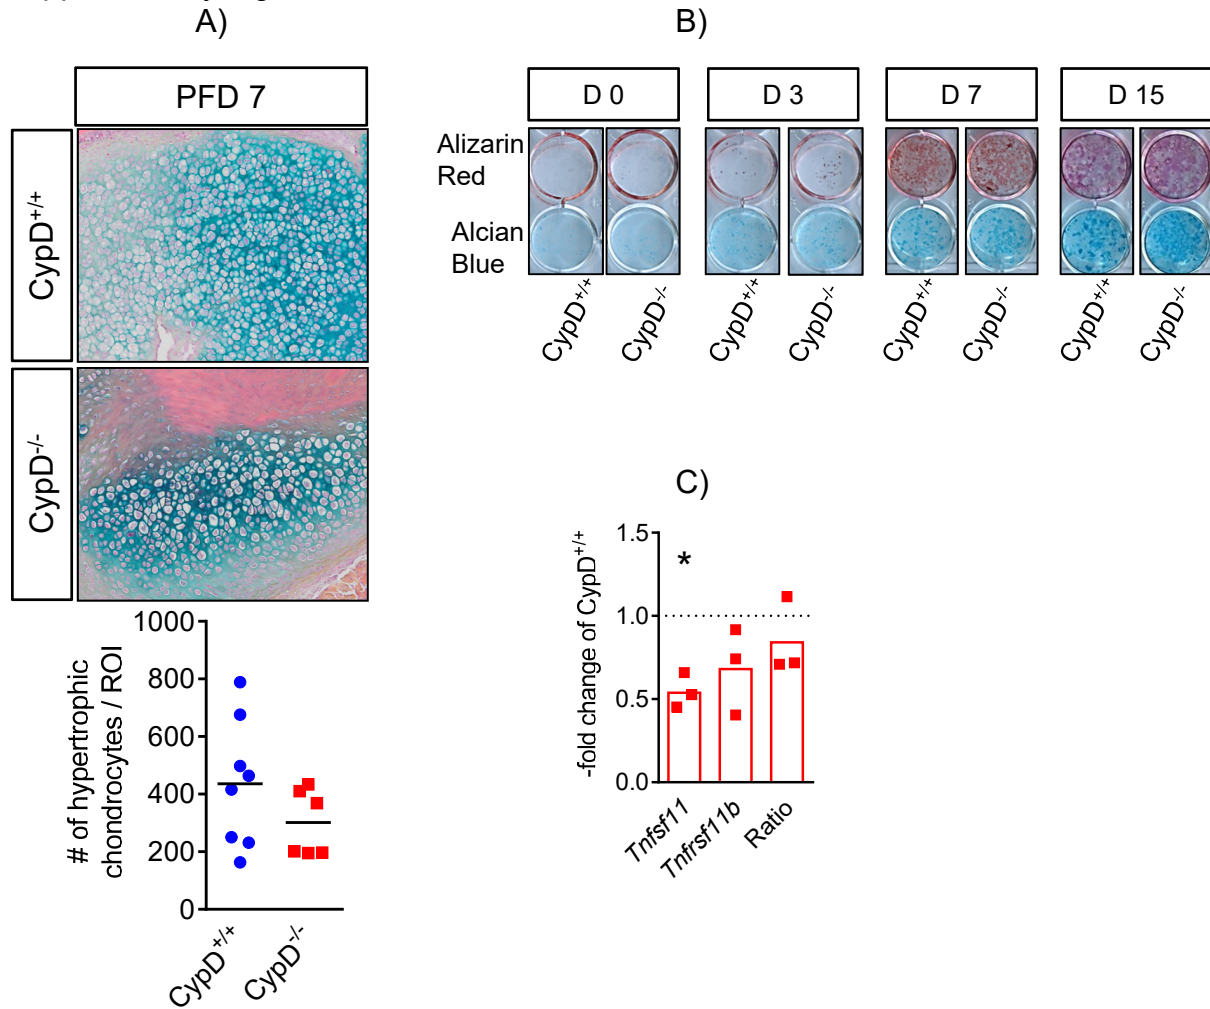 A)
PFD 7
CypD+/+
CypD-/-
1000
800
600
400
200
0
# of hypertrophic
chondrocytes / ROI
CypD+/+
CypD-/-
B)
D 0
D 3
D 7
D 15
Alizarin
Red
Alcian
Blue
CypD+/+
CypD-/-
CypD+/+
CypD-/-
CypD+/+
CypD-/-
CypD+/+
CypD-/-
C)
-fold change of CypD+/+
1.5
1.0
0.5
0.0
*
Tnfsf11
Tnfrsf11b
Ratio